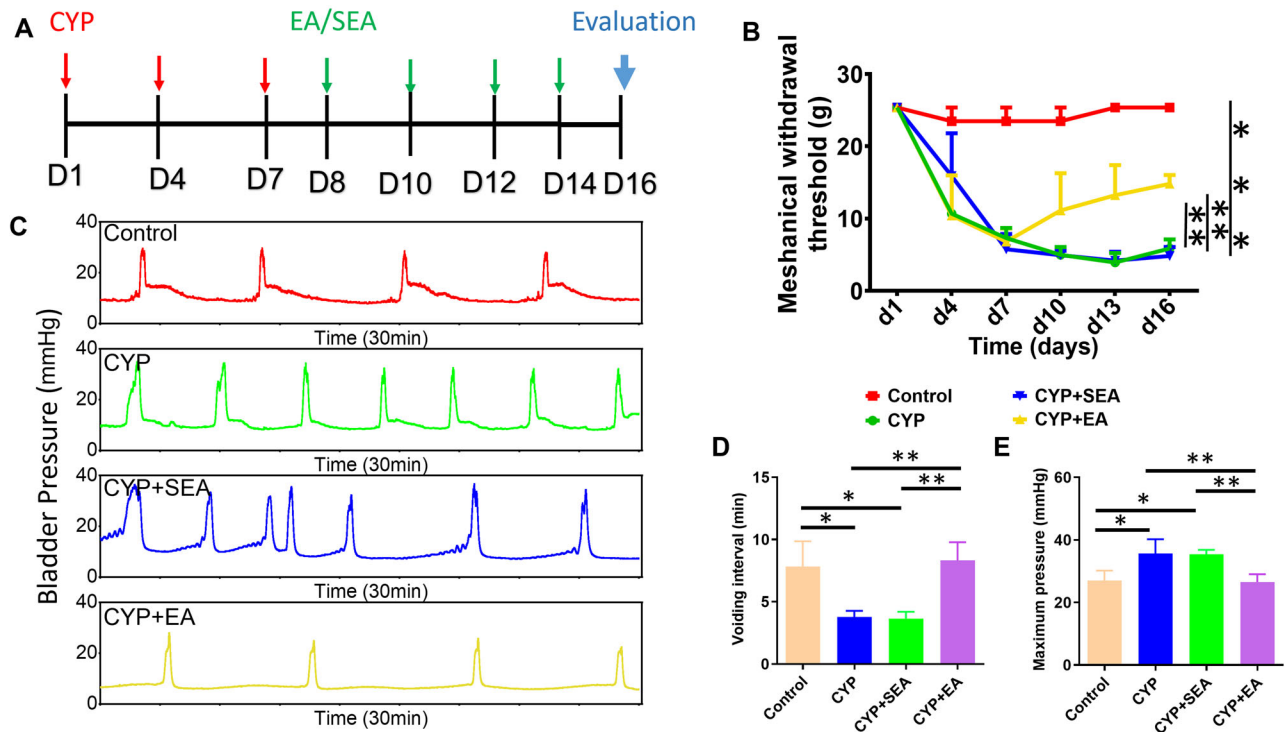 A
CYP
EA/SEA
Evaluation
D1
D4
D7
D8
D10
D12
D14
D16
B
Meshanical withdrawal
threshold (g)
30
20
10
0
d1
d4
d7
d10
d13
d16
Time (days)
*
*
*
**
**
Control
CYP
CYP+SEA
CYP+EA
C
Bladder Pressure (mmHg)
40
20
0
Control
Time (30min)
40
20
0
CYP
Time (30min)
40
20
0
CYP+SEA
Time (30min)
40
20
0
CYP+EA
Time (30min)
D
Voiding interval (min)
15
10
5
0
**
**
*
*
Control
CYP
CYP+SEA
CYP+EA
E
Maximum pressure (mmHg)
60
40
20
0
**
**
*
*
Control
CYP
CYP+SEA
CYP+EA